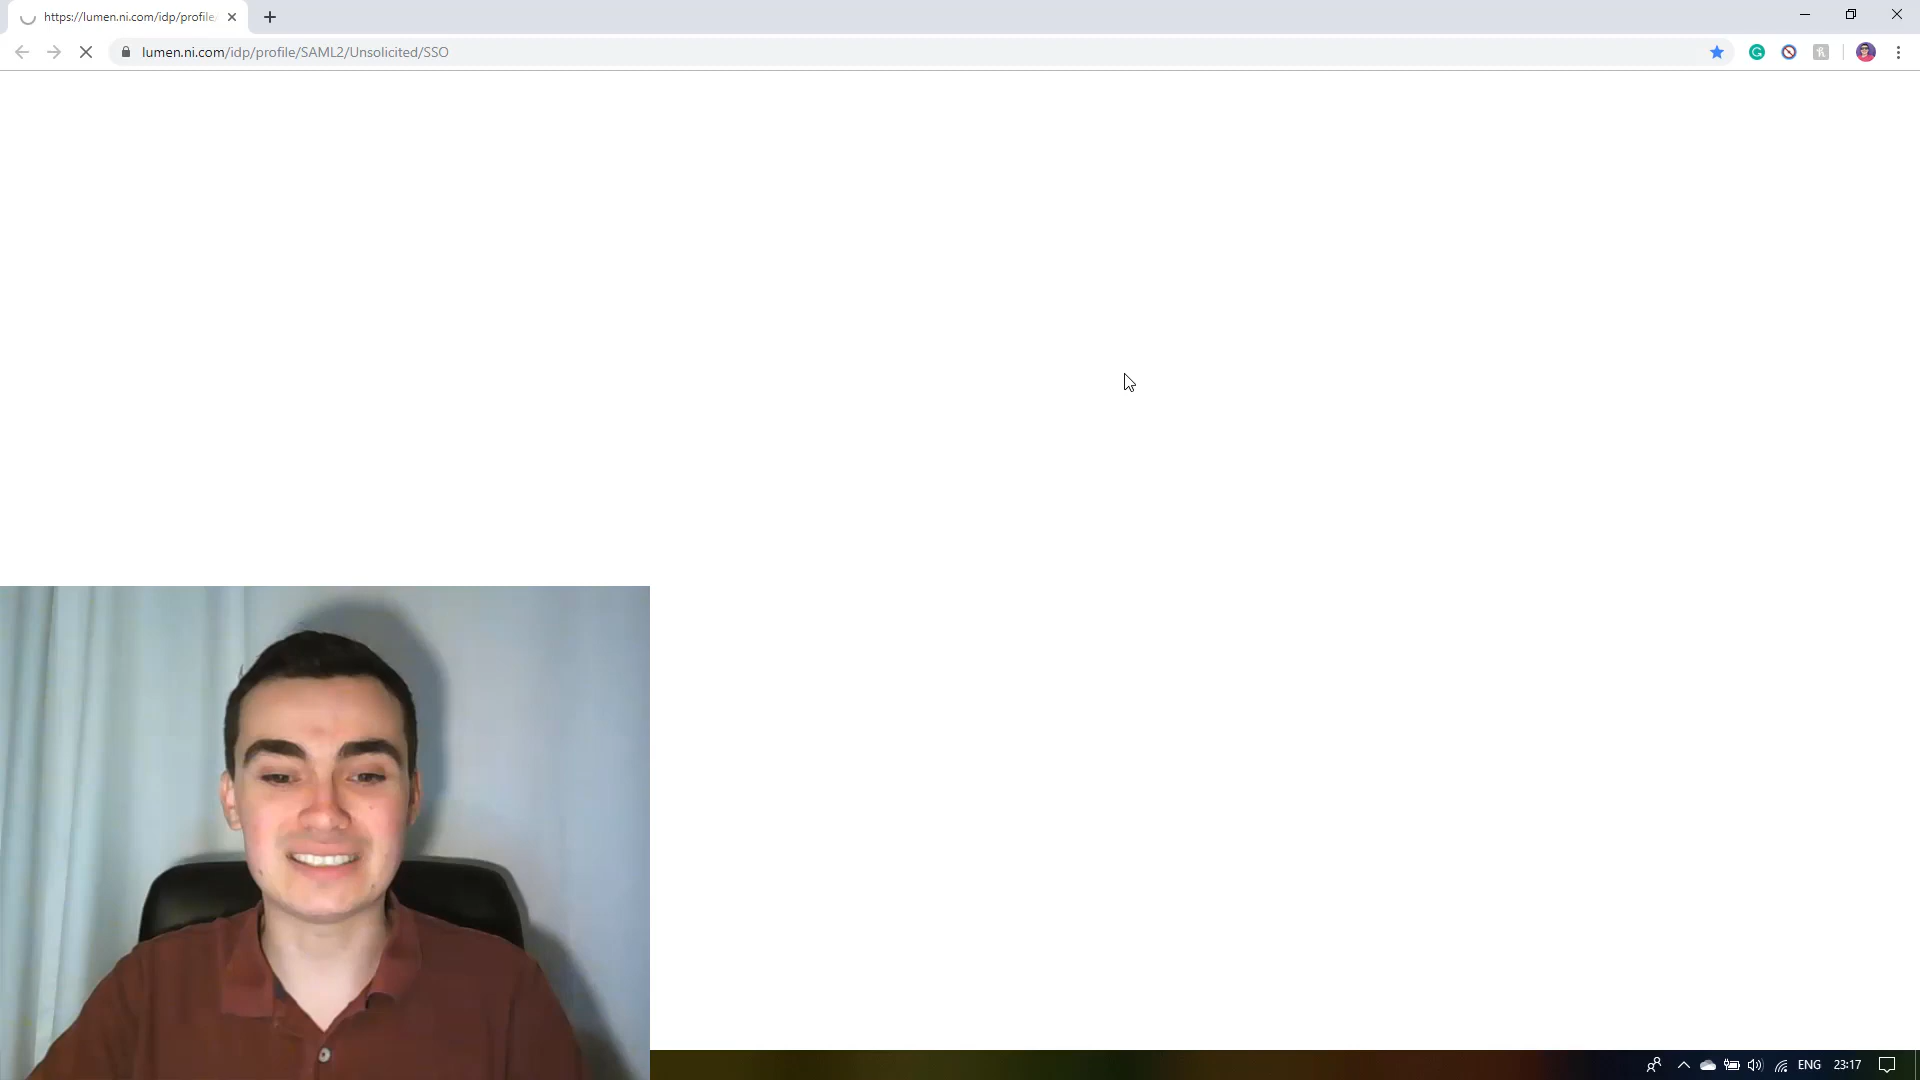 https://lumen.ni.com/idp/profile
lumen.ni.com/idp/profile/SAML2/Unsolicited/SSO
ENG
23:17